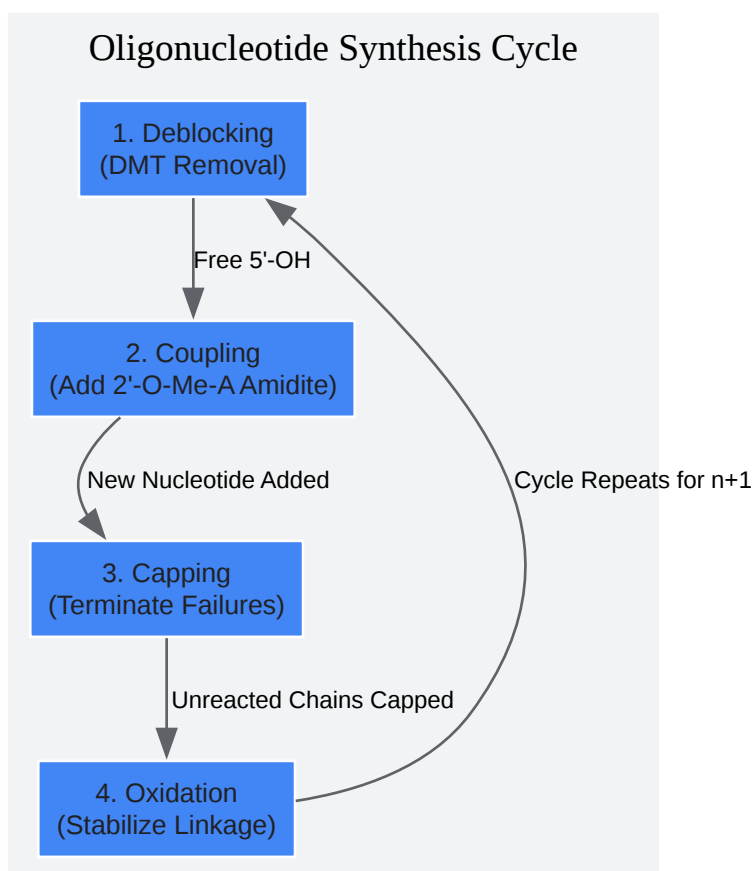 Oligonucleotide Synthesis Cycle
1. Deblocking
(DMT Removal)
Free 5'-OH
2. Coupling
(Add 2'-O-Me-A Amidite)
New Nucleotide Added
Cycle Repeats for n+1
3. Capping
(Terminate Failures)
Unreacted Chains Capped
4. Oxidation
(Stabilize Linkage)